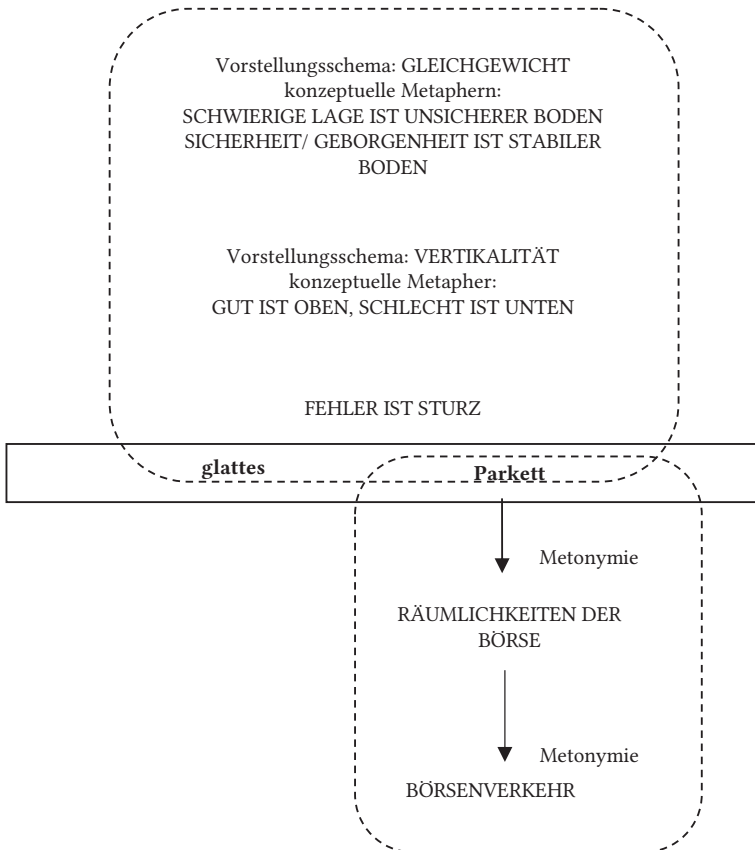 Vorstellungsschema: GLEICHGEWICHT
konzeptuelle Metaphern:
SCHWIERIGE LAGE IST UNSICHERER BODEN
SICHERHEIT/ GEBORGENHEIT IST STABILER
BODEN
Vorstellungsschema: VERTIKALITÄT
konzeptuelle Metapher:
GUT IST OBEN, SCHLECHT IST UNTEN
FEHLER IST STURZ
glattes Parkett
Metonymie
RÄUMLICHKEITEN DER
BÖRSE
Metonymie
BÖRSENVERKEHR